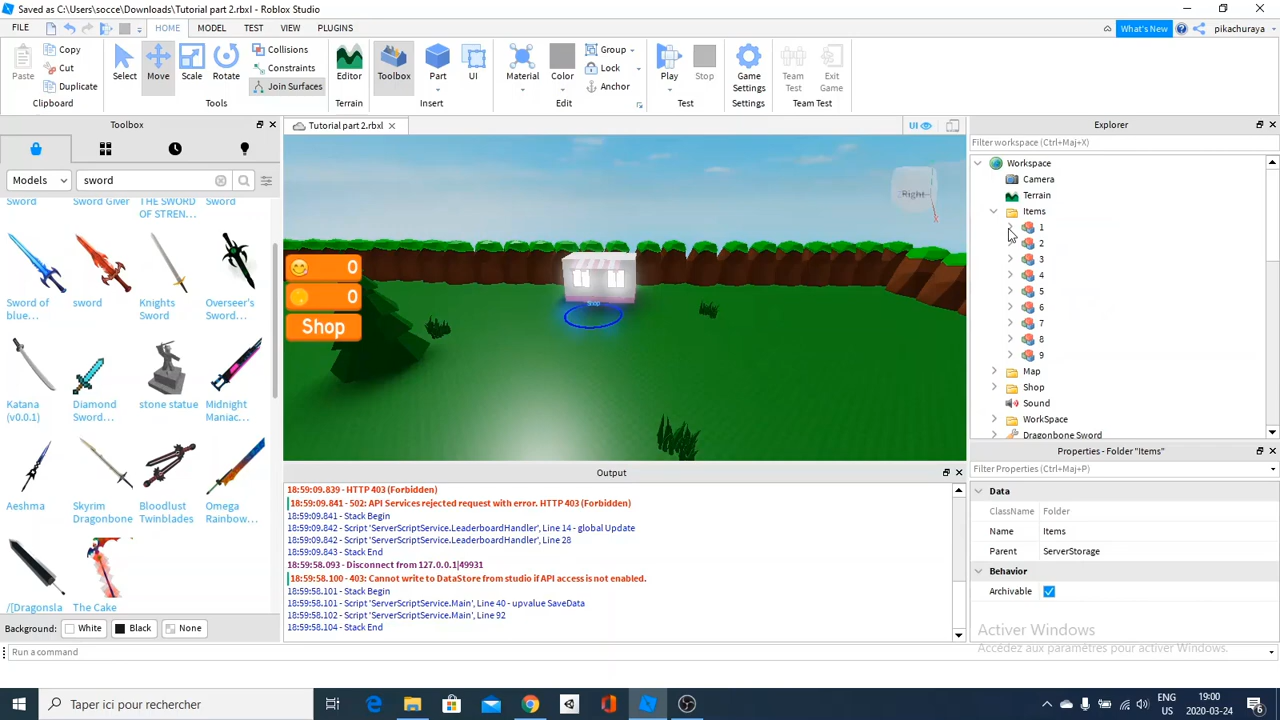 Saved as C:\Users\socce\Downloads\Tutorial part 2.rbxl - Roblox Studio
FILE HOME MODEL TEST VIEW PLUGINS What's New pikachuraya
Paste Copy Cut Duplicate Clipboard
Select Move Scale Rotate Collisions Constraints Join Surfaces Tools
Editor Terrain
Toolbox Part UI Insert
Material Color Group Lock Anchor Edit
Play Stop Test
Game Settings Settings
Team Test Exit Game Team Test
Toolbox
Models sword
Sword Sword Giver THE SWORD OF STREN... Sword
Sword of blue... sword Knights Sword Overseer's Sword...
Katana (v0.0.1) Diamond Sword... stone statue Midnight Maniac...
Aeshma Skyrim Dragonbone Bloodlust Twinblades Omega Rainbow...
/[Dragonsla The Cake
Background: White Black None
Run a command
Tutorial part 2.rbxl UI
Right
0
0
Shop
Shop
Output
18:59:09.839 - HTTP 403 (Forbidden)
18:59:09.841 - 502: API Services rejected request with error. HTTP 403 (Forbidden)
18:59:09.841 - Stack Begin
18:59:09.842 - Script 'ServerScriptService.LeaderboardHandler', Line 14 - global Update
18:59:09.842 - Script 'ServerScriptService.LeaderboardHandler', Line 28
18:59:09.843 - Stack End
18:59:58.093 - Disconnect from 127.0.0.1|49931
18:59:58.100 - 403: Cannot write to DataStore from studio if API access is not enabled.
18:59:58.101 - Stack Begin
18:59:58.101 - Script 'ServerScriptService.Main', Line 40 - upvalue SaveData
18:59:58.102 - Script 'ServerScriptService.Main', Line 92
18:59:58.104 - Stack End
Explorer
Filter workspace (Ctrl+Maj+X)
Workspace
Camera
Terrain
Items
1
2
3
4
5
6
7
8
9
Map
Shop
Sound
WorkSpace
Dragonbone Sword
Properties - Folder "Items"
Filter Properties (Ctrl+Maj+P)
Data
ClassName Folder
Name Items
Parent ServerStorage
Behavior
Archivable
Activer Windows
Accédez aux paramètres pour activer Windows.
Taper ici pour rechercher
ENG US
19:00
2020-03-24